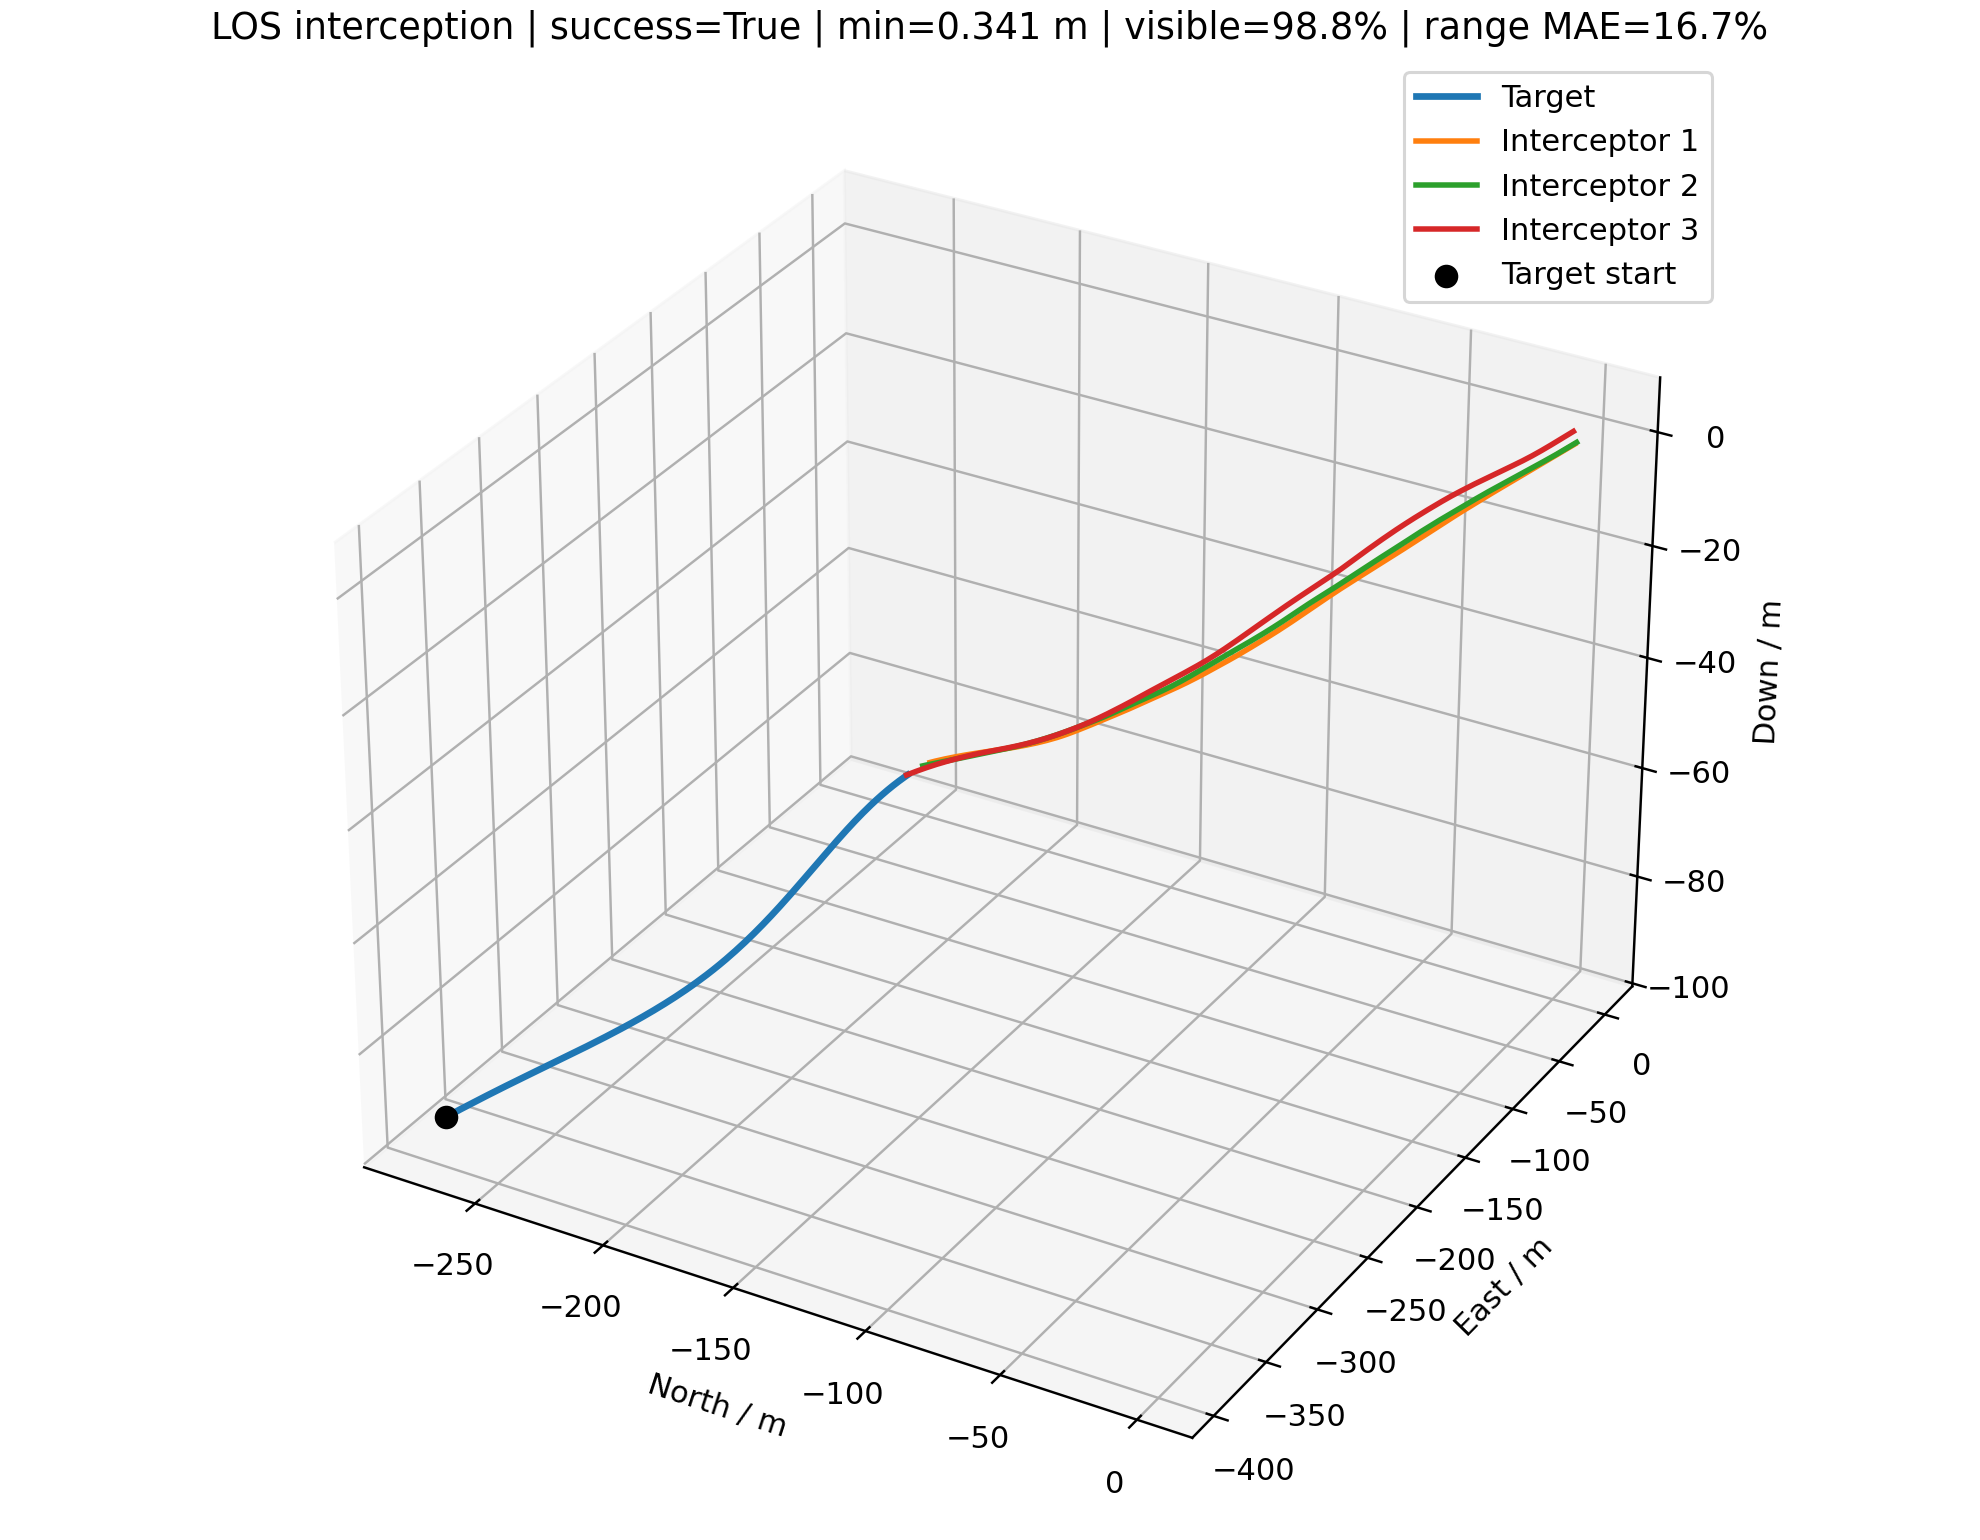 LOS interception | success=True | min=0.341 m | visible=98.8% | range MAE=16.7%
Target
Interceptor 1
Interceptor 2
Interceptor 3
Target start
0
−20
−40
−60
−80
−100
Down / m
0
−50
−100
−150
−200
−250
−300
−350
−400
East / m
−250
−200
−150
−100
−50
0
North / m